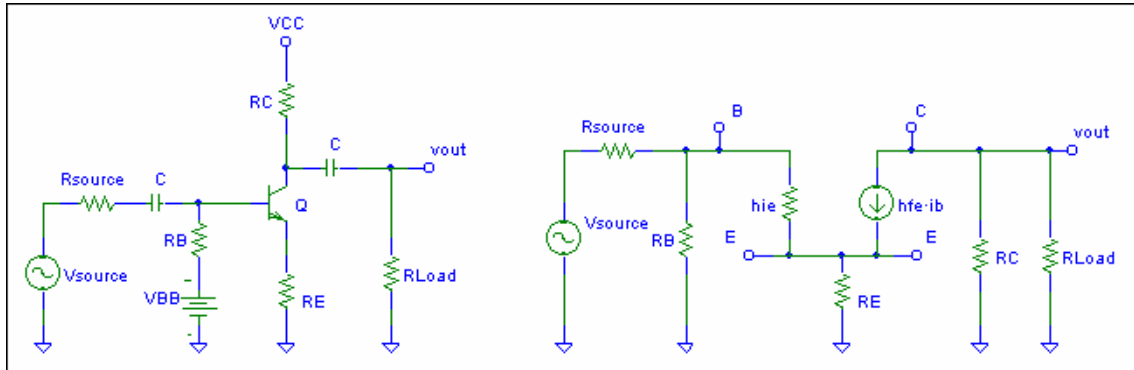 VCC
RC
C
vout
Rsource
C
Q
RB
Vsource
RLoad
VBB
RE
B
C
Rsource
vout
hie
hfe-ib
Vsource
RB
E
E
RC
RLoad
RE